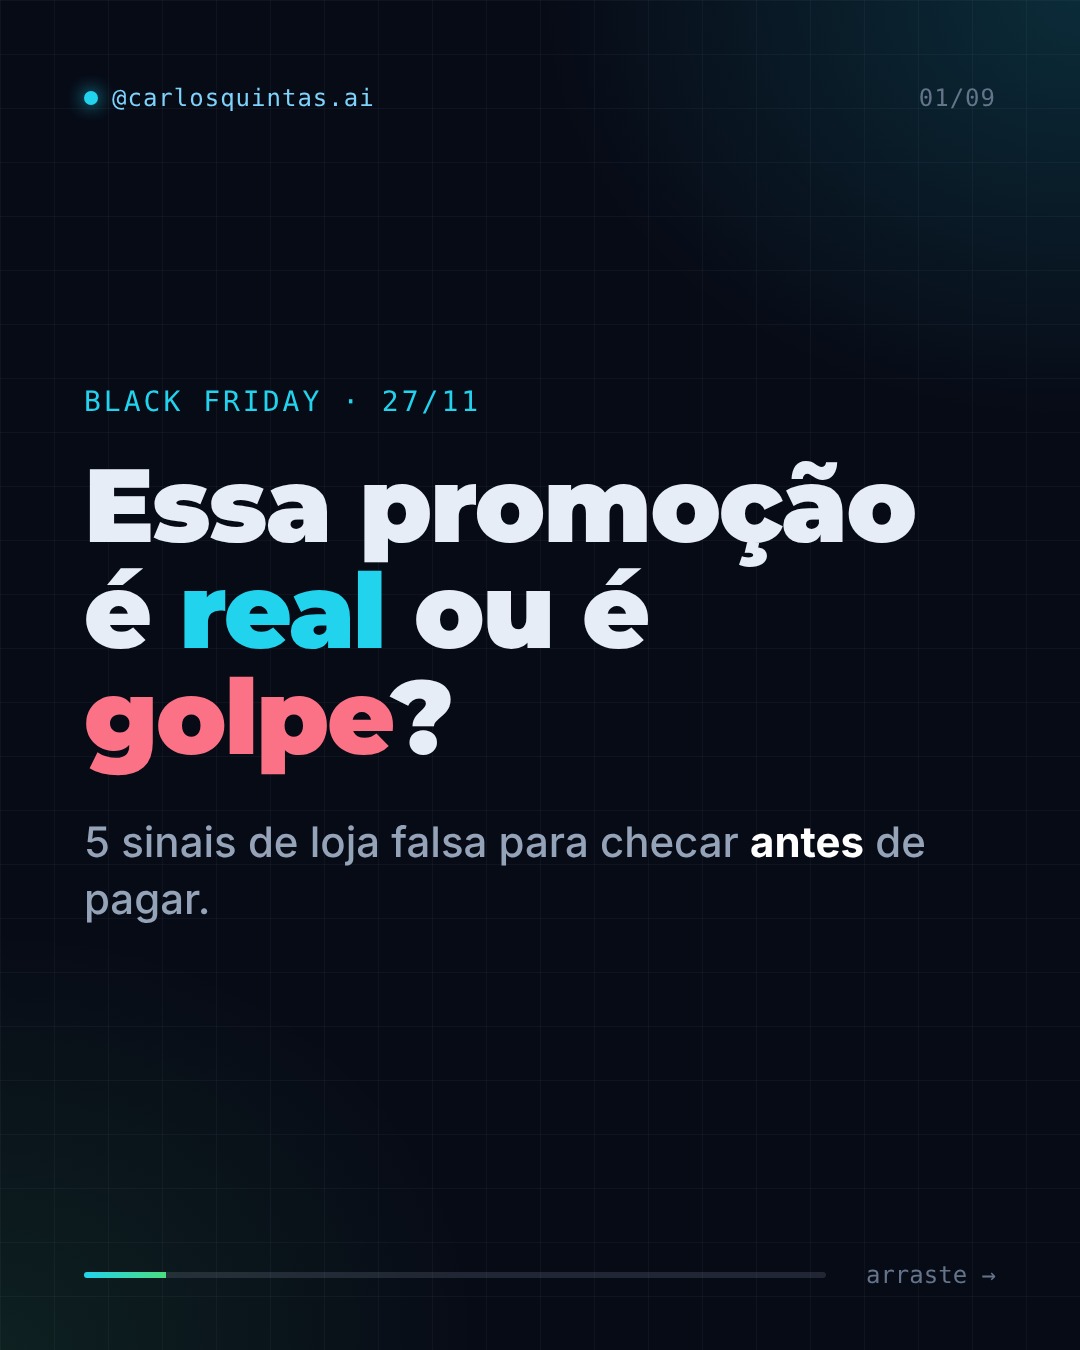 @carlosquintas.ai
01/09
BLACK FRIDAY · 27/11
Essa promoção
é real ou é
golpe?
5 sinais de loja falsa para checar antes de
pagar.
arraste →